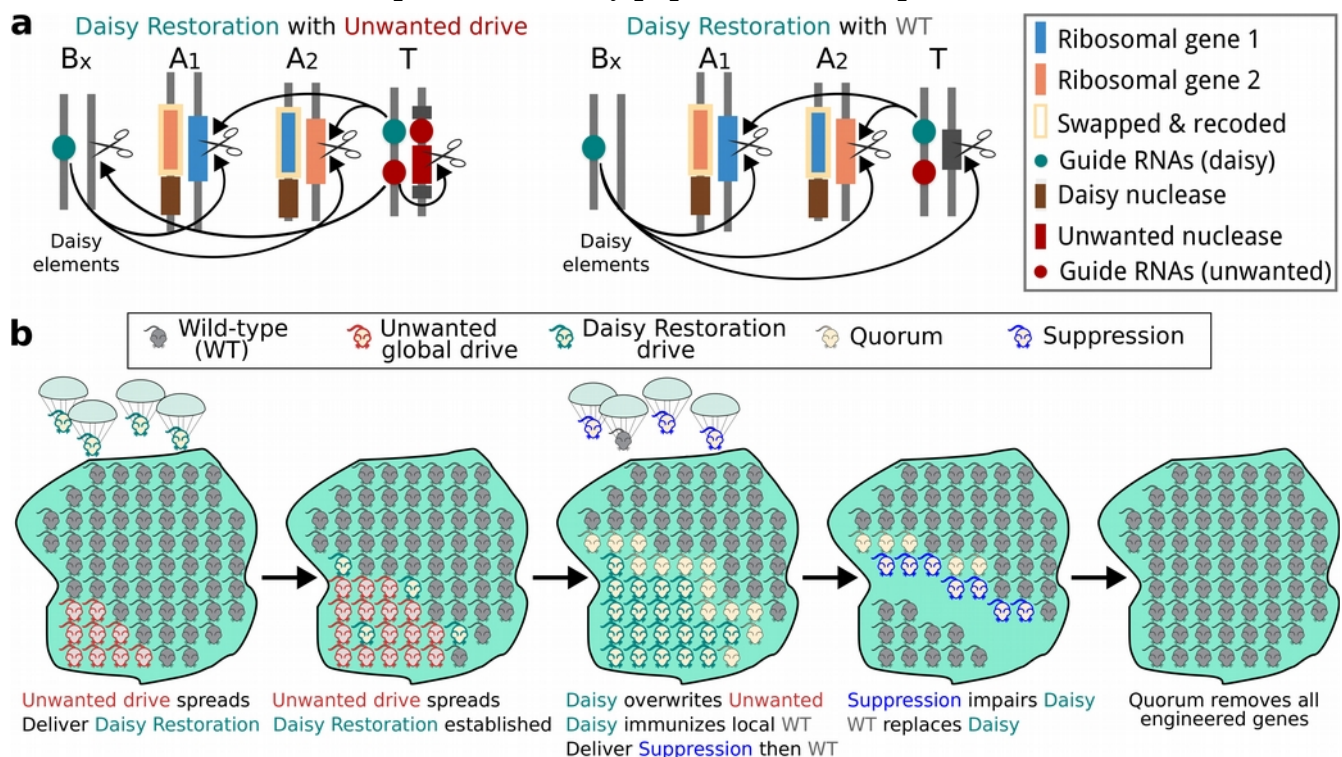 a
Daisy Restoration with Unwanted drive
Bx A1 A2 T
Daisy
elements
Daisy Restoration with WT
Bx A1 A2 T
Daisy
elements
Ribosomal gene 1
Ribosomal gene 2
Swapped & recoded
Guide RNAs (daisy)
Daisy nuclease
Unwanted nuclease
Guide RNAs (unwanted)
b
Wild-type
(WT)
Unwanted
global drive
Daisy Restoration
drive
Quorum
Suppression
Unwanted drive spreads
Deliver Daisy Restoration
Unwanted drive spreads
Daisy Restoration established
Daisy overwrites Unwanted
Daisy immunizes local WT
Deliver Suppression then WT
Suppression impairs Daisy
WT replaces Daisy
Quorum removes all
engineered genes